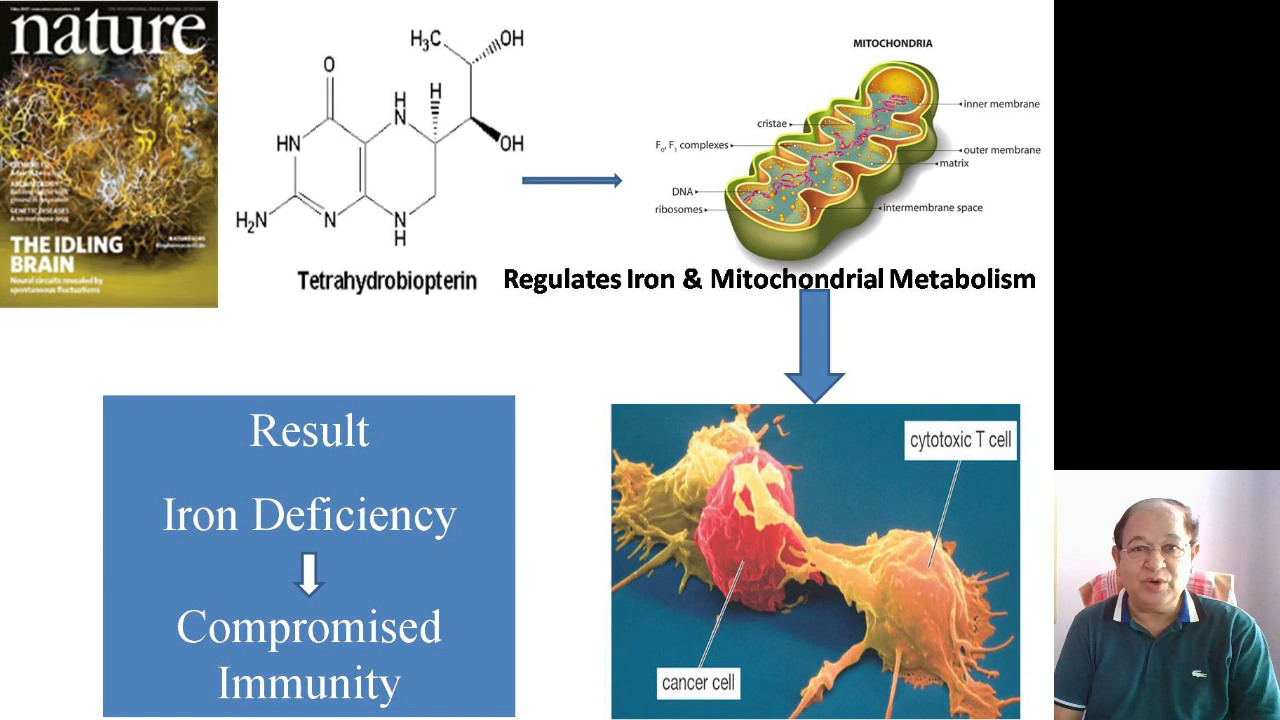 nature
THE IDLING
BRAIN
Neural circuits revealed by
spontaneous fluctuations
GENETIC DISEASES
H₃C
OH
O
H
N
H
HN
OH
H₂N
N
N
H
Tetrahydrobiopterin
MITOCHONDRIA
inner membrane
cristae
F₀, F₁ complexes
outer membrane
matrix
DNA
ribosomes
intermembrane space
Regulates Iron & Mitochondrial Metabolism
Result
Iron Deficiency
Compromised
Immunity
cytotoxic T cell
cancer cell